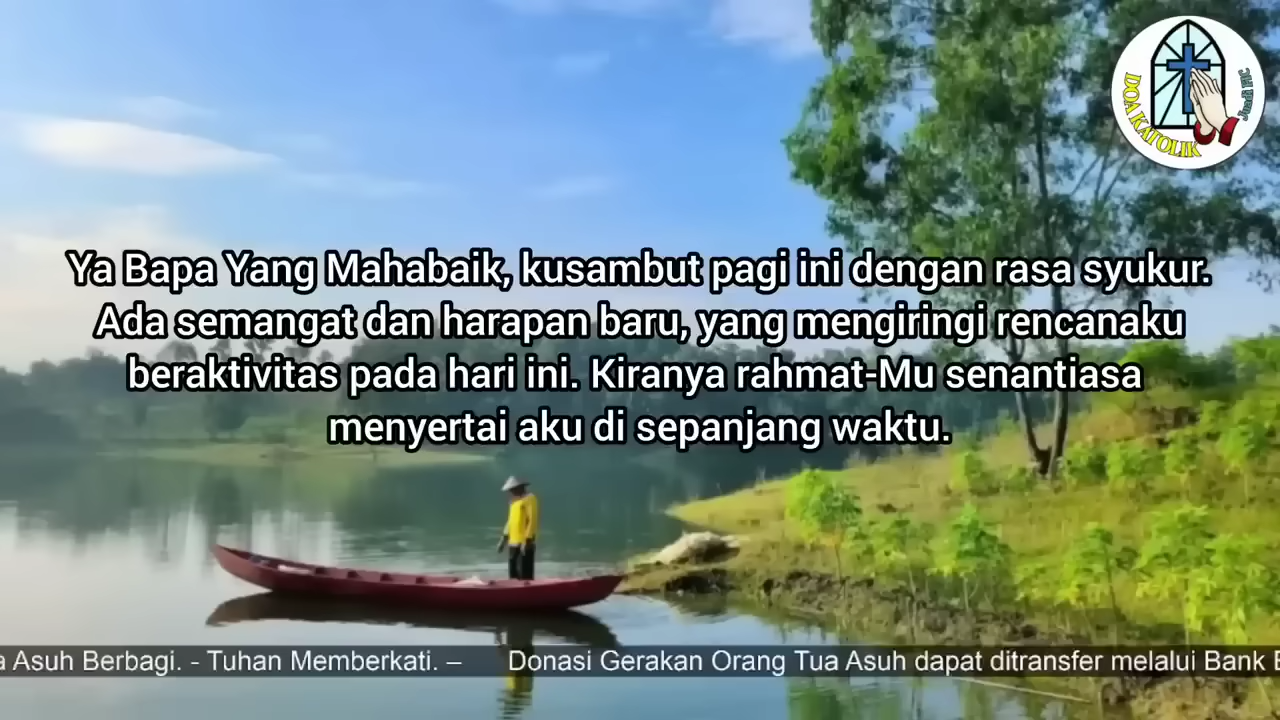 DOA KATOLIK
Ya Bapa Yang Mahabaik, kusambut pagi ini dengan rasa syukur.
Ada semangat dan harapan baru, yang mengiringi rencanaku
beraktivitas pada hari ini. Kiranya rahmat-Mu senantiasa
menyertai aku di sepanjang waktu.
Asuh Berbagi. - Tuhan Memberkati. – Donasi Gerakan Orang Tua Asuh dapat ditransfer melalui Bank